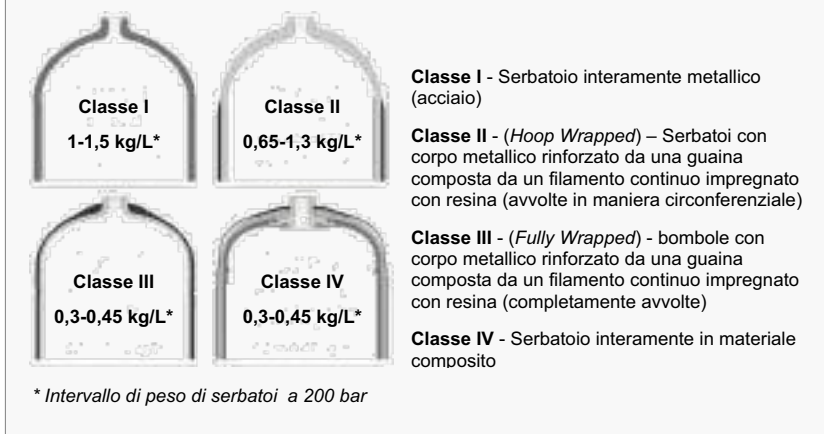 Classe I
1-1,5 kg/L*
Classe II
0,65-1,3 kg/L*
Classe III
0,3-0,45 kg/L*
Classe IV
0,3-0,45 kg/L*
Classe I - Serbatoio interamente metallico
(acciaio)
Classe II - (Hoop Wrapped) – Serbatoi con
corpo metallico rinforzato da una guaina
composta da un filamento continuo impregnato
con resina (avvolte in maniera circonferenziale)
Classe III - (Fully Wrapped) - bombole con
corpo metallico rinforzato da una guaina
composta da un filamento continuo impregnato
con resina (completamente avvolte)
Classe IV - Serbatoio interamente in materiale
composito
* Intervallo di peso di serbatoi a 200 bar